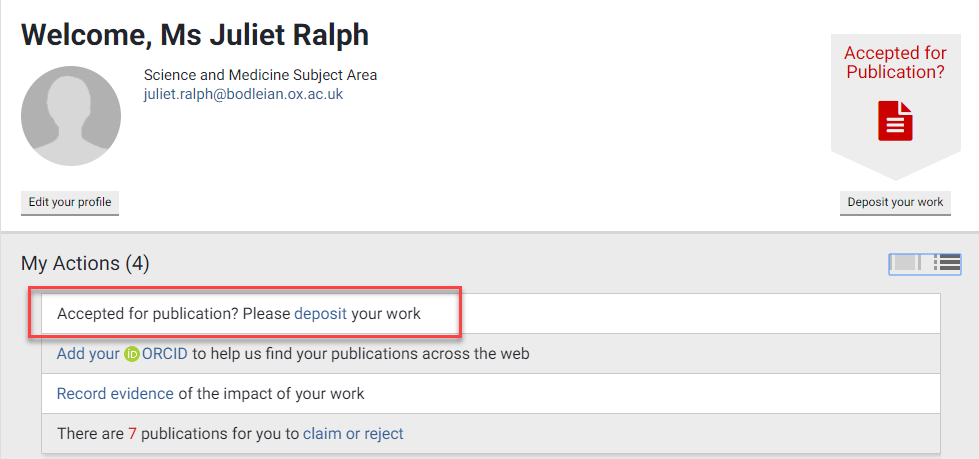 Welcome, Ms Juliet Ralph
Science and Medicine Subject Area
juliet.ralph@bodleian.ox.ac.uk
Accepted for
Publication?
Edit your profile
Deposit your work
My Actions (4)
Accepted for publication? Please deposit your work
Add your iD ORCID to help us find your publications across the web
Record evidence of the impact of your work
There are 7 publications for you to claim or reject